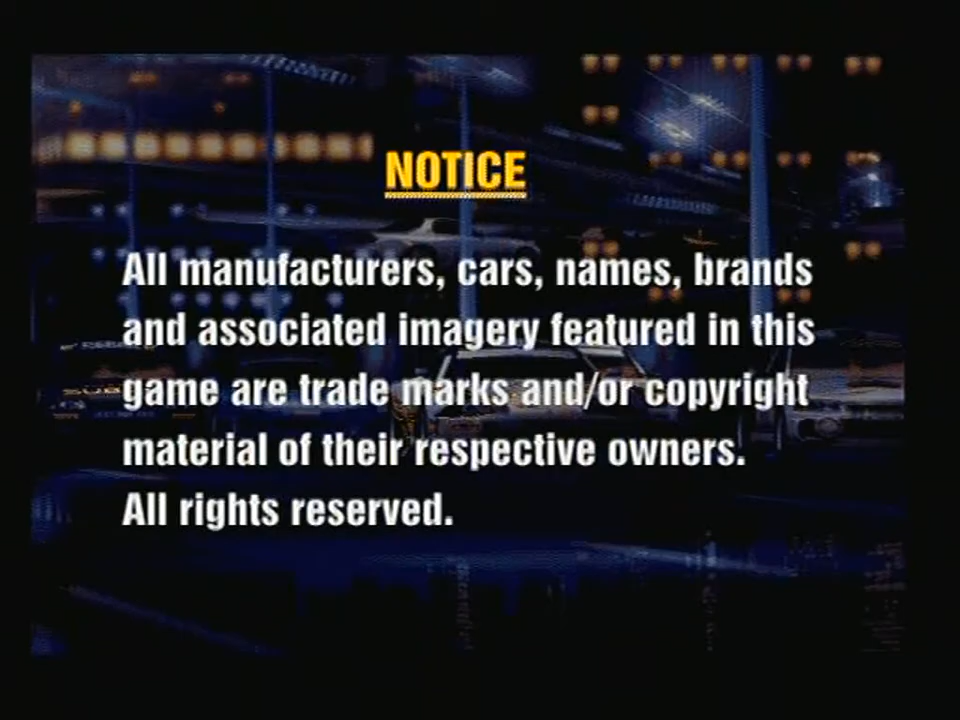 NOTICE
All manufacturers, cars, names, brands
and associated imagery featured in this
game are trade marks and/or copyright
material of their respective owners.
All rights reserved.